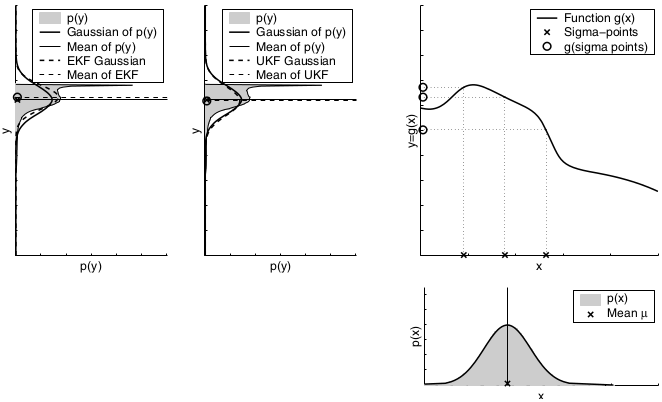 p(y)
Gaussian of p(y)
Mean of p(y)
EKF Gaussian
Mean of EKF
y
p(y)
p(y)
Gaussian of p(y)
Mean of p(y)
UKF Gaussian
Mean of UKF
y
p(y)
Function g(x)
Sigma−points
g(sigma points)
y=g(x)
x
p(x)
Mean μ
p(x)
x